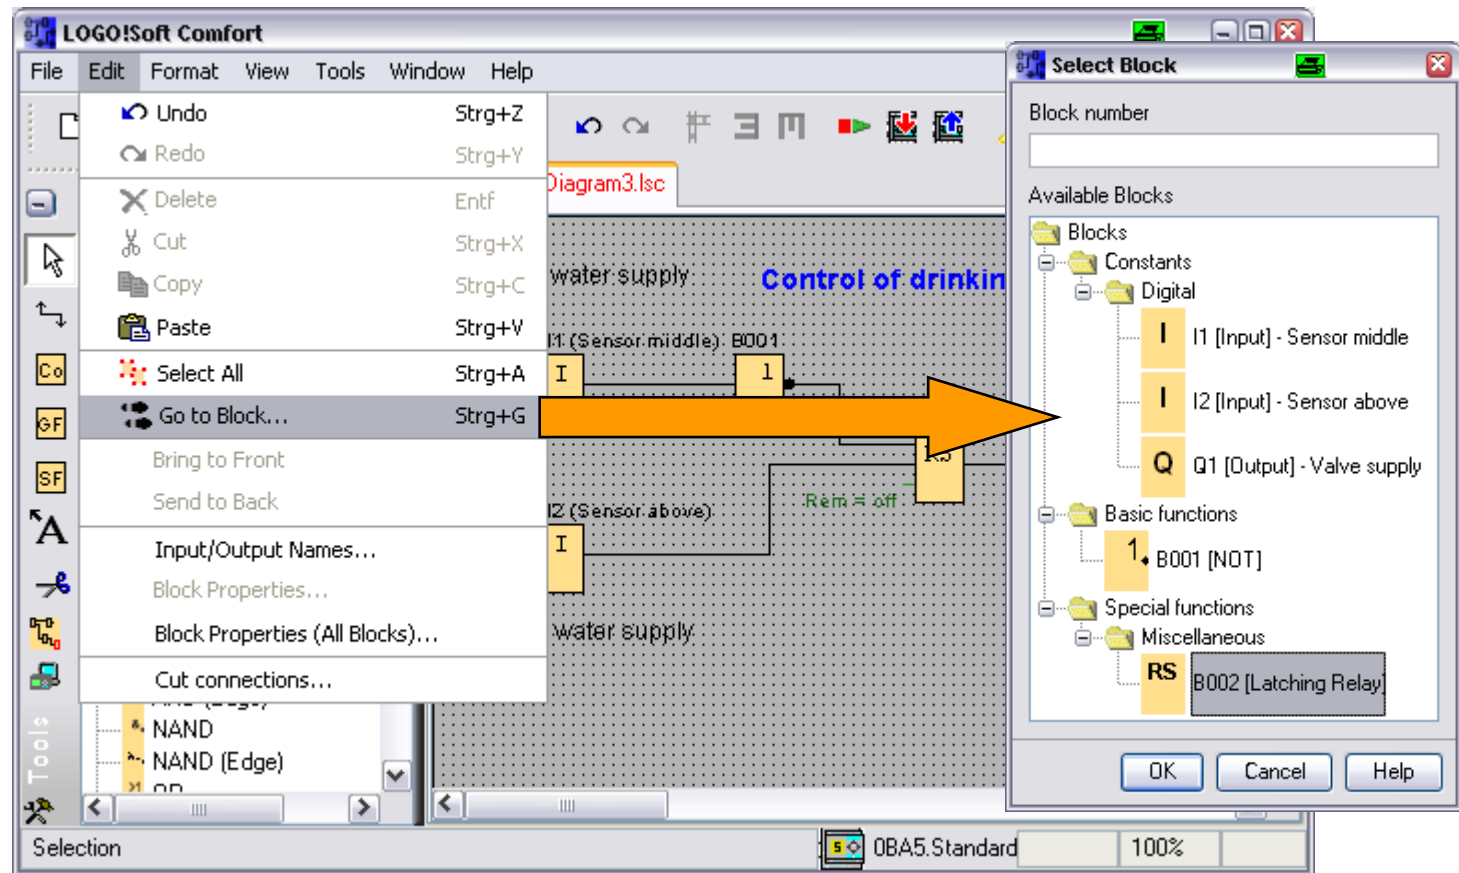 LOGO!Soft Comfort
File Edit Format View Tools Window Help
Undo Strg+Z
Redo Strg+Y
Delete Entf
Cut Strg+X
Copy Strg+C
Paste Strg+V
Select All Strg+A
Go to Block... Strg+G
Bring to Front
Send to Back
Input/Output Names...
Block Properties...
Block Properties (All Blocks)...
Cut connections...
Co
GF
SF
A
Tools
NAND
NAND (Edge)
Diagram3.lsc
water supply
Control of drinkin
I1 (Sensor middle) B001
I 1
RS
Rem = off
I2 (Sensor above)
I
water supply
Selection
5 0BA5.Standard 100%
Select Block
Block number
Available Blocks
Blocks
Constants
Digital
I I1 [Input] - Sensor middle
I I2 [Input] - Sensor above
Q Q1 [Output] - Valve supply
Basic functions
1 B001 [NOT]
Special functions
Miscellaneous
RS B002 [Latching Relay]
OK Cancel Help